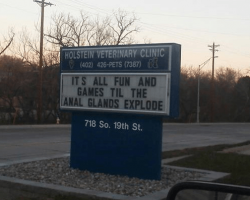 HOLSTEIN VETERINARY CLINIC
(402) 426-PETS (7387)
IT'S ALL FUN AND
GAMES TIL THE
ANAL GLANDS EXPLODE
718 So. 19th St.